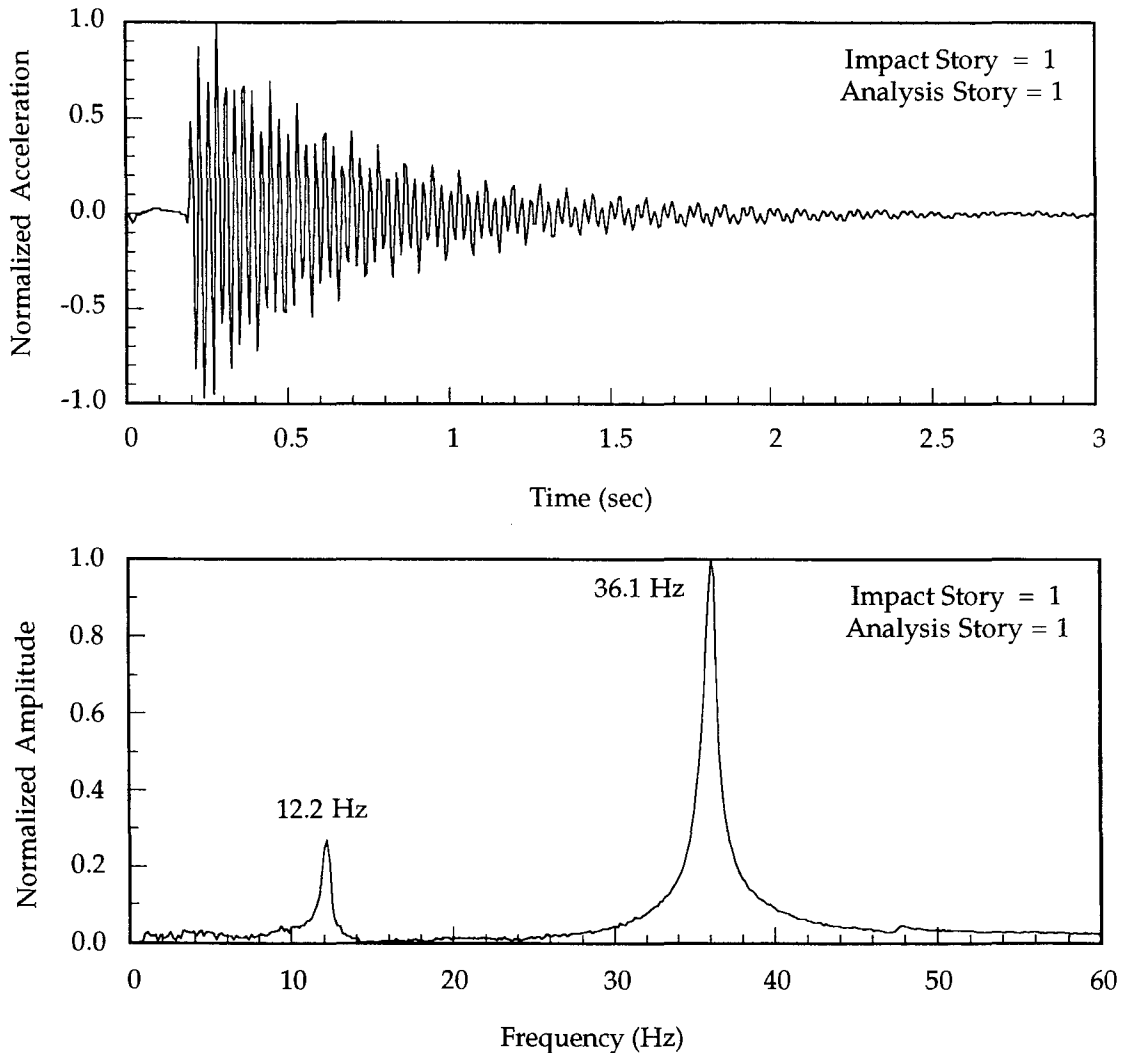 Normalized Acceleration
1.0
0.5
0.0
-0.5
-1.0
Impact Story = 1
Analysis Story = 1
0 0.5 1 1.5 2 2.5 3
Time (sec)
Normalized Amplitude
1.0
0.8
0.6
0.4
0.2
0.0
12.2 Hz
36.1 Hz
Impact Story = 1
Analysis Story = 1
0 10 20 30 40 50 60
Frequency (Hz)